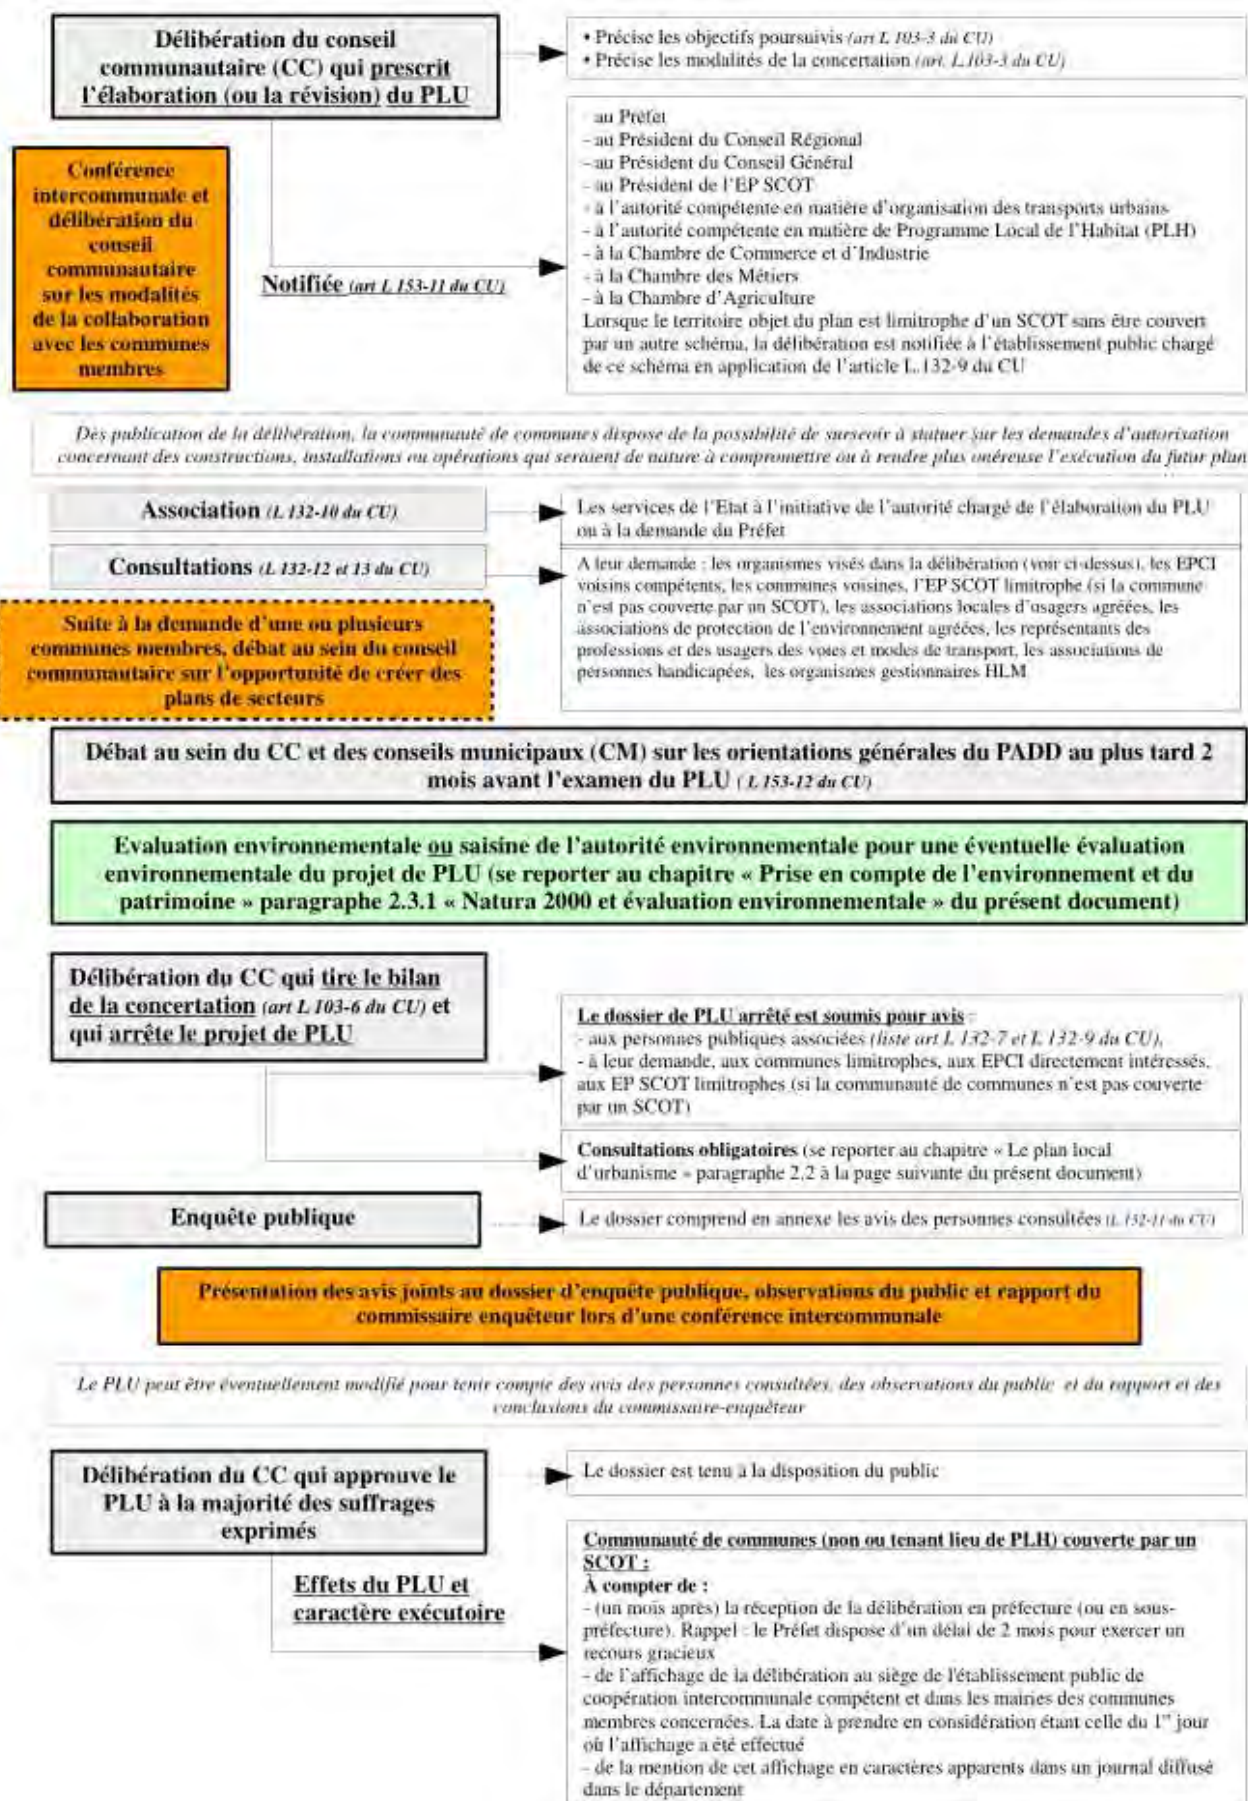 Délibération du conseil
communautaire (CC) qui prescrit
l'élaboration (ou la révision) du PLU
• Précise les objectifs poursuivis (art L 103-3 du CU)
• Précise les modalités de la concertation (art. L.103-3 du CU)
Conférence
intercommunale et
délibération du
conseil
communautaire
sur les modalités
de la collaboration
avec les communes
membres
Notifiée (art L 153-11 du CU)
au Préfet
- au Président du Conseil Régional
- au Président du Conseil Général
- au Président de l'EP SCOT
- à l'autorité compétente en matière d'organisation des transports urbains
- à l'autorité compétente en matière de Programme Local de l'Habitat (PLH)
- à la Chambre de Commerce et d'Industrie
- à la Chambre des Métiers
- à la Chambre d'Agriculture
Lorsque le territoire objet du plan est limitrophe d'un SCOT sans être couvert
par un autre schéma, la délibération est notifiée à l'établissement public chargé
de ce schéma en application de l'article L.132-9 du CU
Dès publication de la délibération, la communauté de communes dispose de la possibilité de surseoir à statuer sur les demandes d'autorisation
concernant des constructions, installations ou opérations qui seraient de nature à compromettre ou à rendre plus onéreuse l'exécution du futur plan
Association (L 132-10 du CU)
Les services de l'Etat à l'initiative de l'autorité chargé de l'élaboration du PLU
ou à la demande du Préfet
Consultations (L 132-12 et 13 du CU)
A leur demande : les organismes visés dans la délibération (voir ci-dessus), les EPCI
voisins compétents, les communes voisines, l'EP SCOT limitrophe (si la commune
n'est pas couverte par un SCOT), les associations locales d'usagers agréées, les
associations de protection de l'environnement agréées, les représentants des
professions et des usagers des voies et modes de transport, les associations de
personnes handicapées, les organismes gestionnaires HLM
Suite à la demande d'une ou plusieurs
communes membres, débat au sein du conseil
communautaire sur l'opportunité de créer des
plans de secteurs
Débat au sein du CC et des conseils municipaux (CM) sur les orientations générales du PADD au plus tard 2
mois avant l'examen du PLU ( L 153-12 du CU)
Evaluation environnementale ou saisine de l'autorité environnementale pour une éventuelle évaluation
environnementale du projet de PLU (se reporter au chapitre « Prise en compte de l'environnement et du
patrimoine » paragraphe 2.3.1 « Natura 2000 et évaluation environnementale » du présent document)
Délibération du CC qui tire le bilan
de la concertation (art L 103-6 du CU) et
qui arrête le projet de PLU
Le dossier de PLU arrêté est soumis pour avis :
- aux personnes publiques associées (liste art L 132-7 et L 132-9 du CU),
- à leur demande, aux communes limitrophes, aux EPCI directement intéressés,
aux EP SCOT limitrophes (si la communauté de communes n'est pas couverte
par un SCOT)
Consultations obligatoires (se reporter au chapitre « Le plan local
d'urbanisme » paragraphe 2.2 à la page suivante du présent document)
Enquête publique
Le dossier comprend en annexe les avis des personnes consultées (L 132-11 du CU)
Présentation des avis joints au dossier d'enquête publique, observations du public et rapport du
commissaire enquêteur lors d'une conférence intercommunale
Le PLU peut être éventuellement modifié pour tenir compte des avis des personnes consultées, des observations du public et du rapport et des
conclusions du commissaire-enquêteur
Délibération du CC qui approuve le
PLU à la majorité des suffrages
exprimés
Le dossier est tenu à la disposition du public
Effets du PLU et
caractère exécutoire
Communauté de communes (non ou tenant lieu de PLH) couverte par un
SCOT :
À compter de :
- (un mois après) la réception de la délibération en préfecture (ou en sous-
préfecture). Rappel : le Préfet dispose d'un délai de 2 mois pour exercer un
recours gracieux
- de l'affichage de la délibération au siège de l'établissement public de
coopération intercommunale compétent et dans les mairies des communes
membres concernées. La date à prendre en considération étant celle du 1er jour
où l'affichage a été effectué
- de la mention de cet affichage en caractères apparents dans un journal diffusé
dans le département